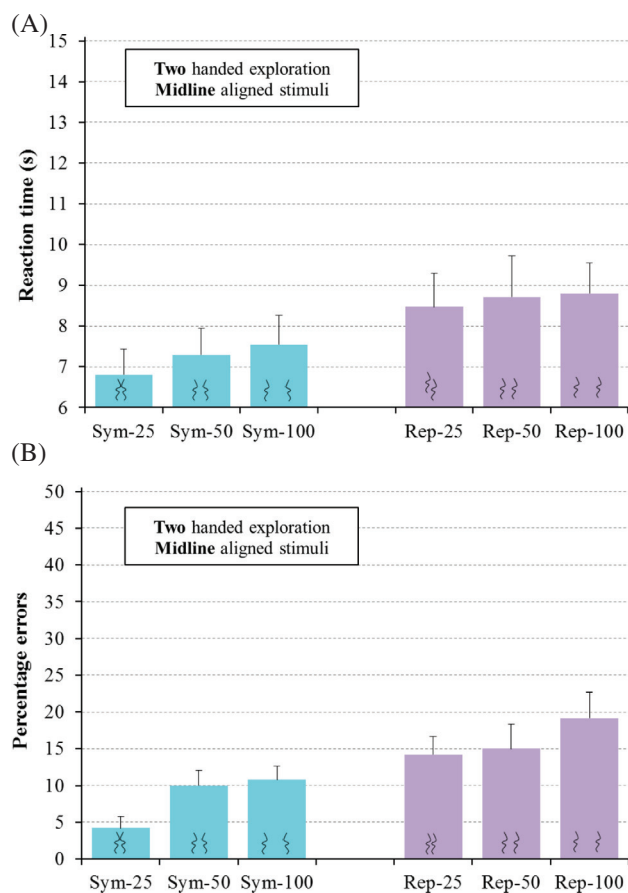 (A)
15
14
13
12
11
10
9
8
7
6
Reaction time (s)
Two handed exploration
Midline aligned stimuli
Sym-25 Sym-50 Sym-100 Rep-25 Rep-50 Rep-100
(B)
50
45
40
35
30
25
20
15
10
5
0
Percentage errors
Two handed exploration
Midline aligned stimuli
Sym-25 Sym-50 Sym-100 Rep-25 Rep-50 Rep-100